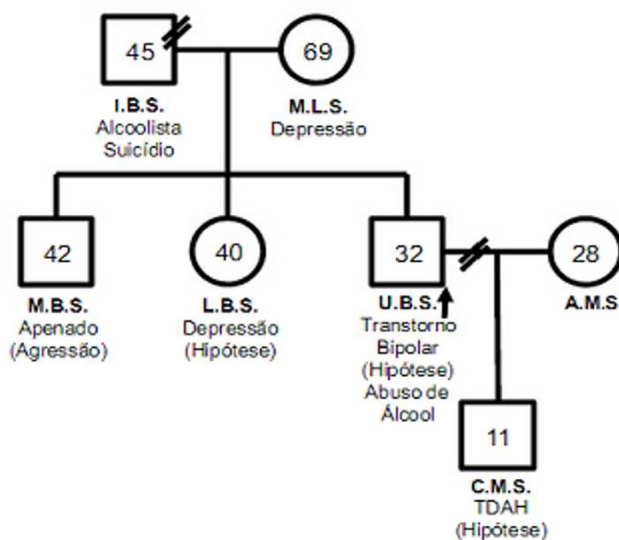 45
69
I.B.S.
Alcoolista
Suicídio
M.L.S.
Depressão
42
40
32
28
M.B.S.
Apenado
(Agressão)
L.B.S.
Depressão
(Hipótese)
U.B.S.
Transtorno
Bipolar
(Hipótese)
Abuso de
Álcool
A.M.S
11
C.M.S.
TDAH
(Hipótese)